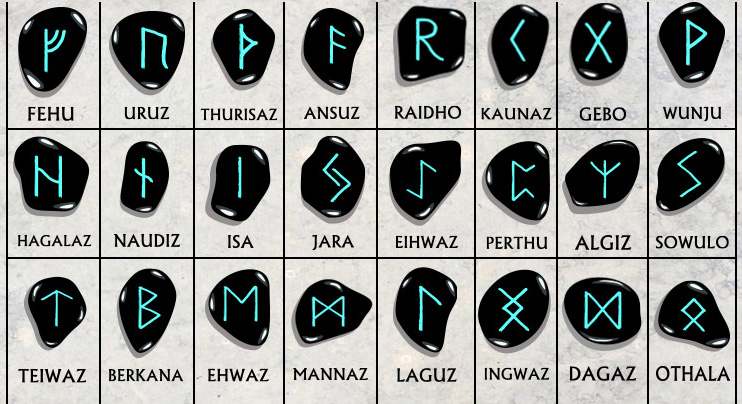 ᚠ ᚢ ᚦ ᚨ ᚱ ᚲ ᚷ ᚹ
FEHU URUZ THURISAZ ANSUZ RAIDHO KAUNAZ GEBO WUNJU
ᚺ ᚾ ᛁ ᛃ ᛇ ᛈ ᛉ ᛊ
HAGALAZ NAUDIZ ISA JARA EIHWAZ PERTHU ALGIZ SOWULO
ᛏ ᛒ ᛖ ᛗ ᛚ ᛝ ᛞ ᛟ
TEIWAZ BERKANA EHWAZ MANNAZ LAGUZ INGWAZ DAGAZ OTHALA